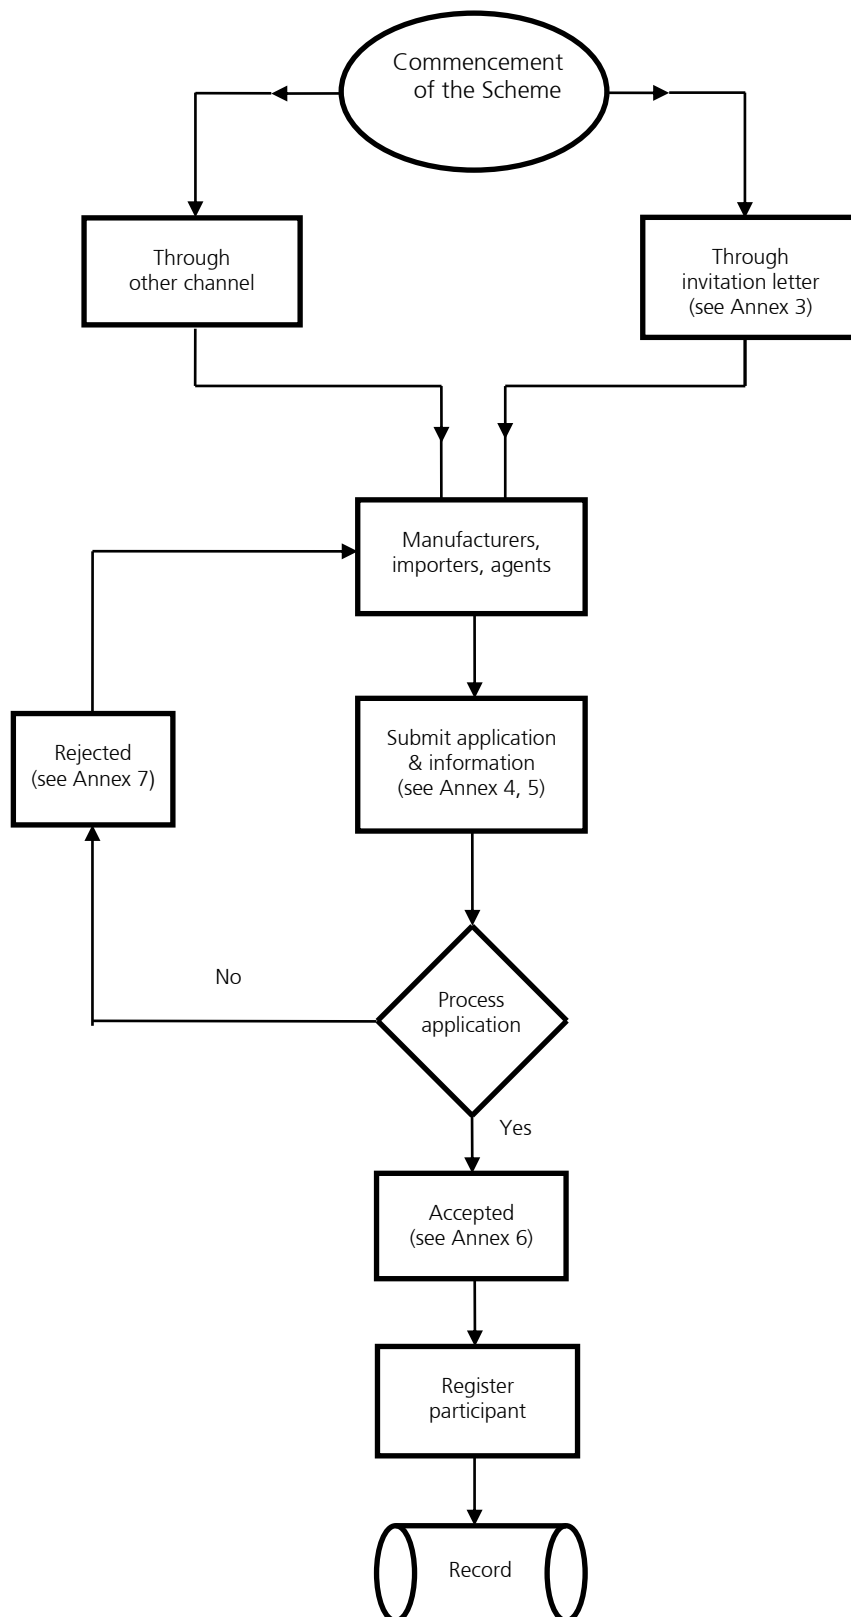 Commencement
of the Scheme
Through
other channel
Through
invitation letter
(see Annex 3)
Manufacturers,
importers, agents
Rejected
(see Annex 7)
Submit application
& information
(see Annex 4, 5)
No
Process
application
Yes
Accepted
(see Annex 6)
Register
participant
Record